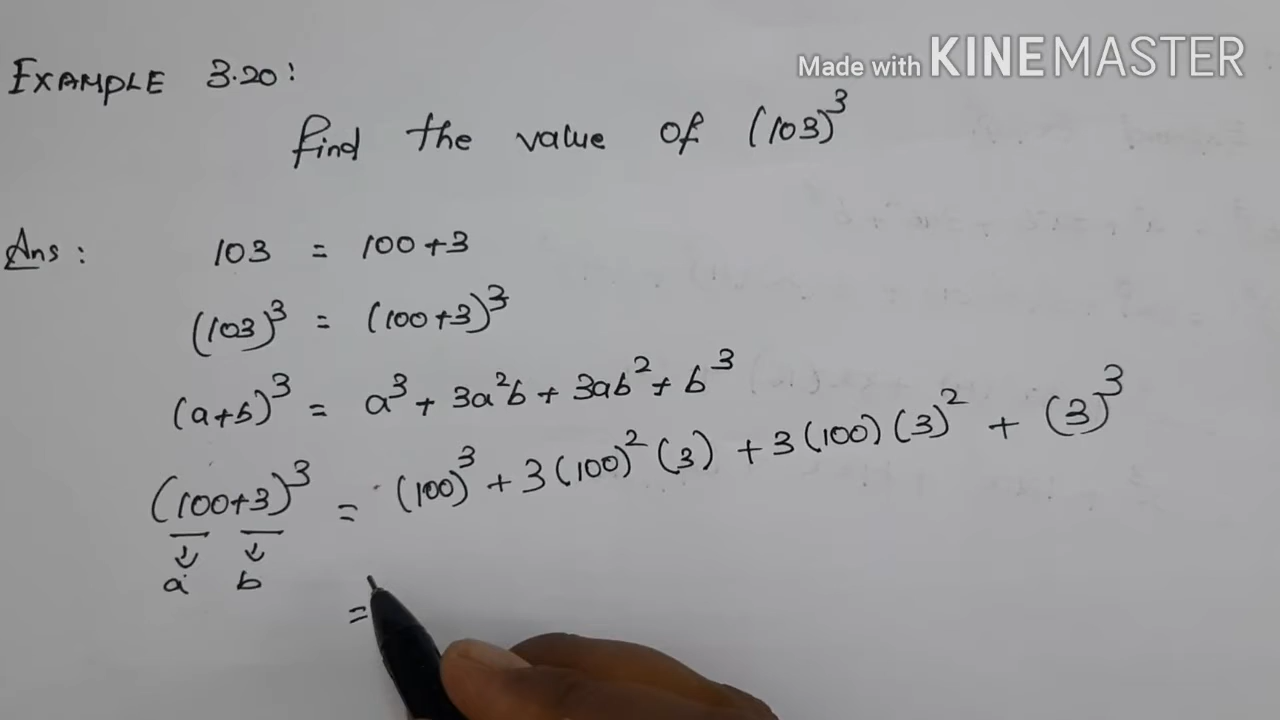 Made with KINEMASTER
EXAMPLE 3.20:
find the value of (103)³
Ans : 103 = 100+3
(103)³ = (100+3)³
(a+b)³ = a³ + 3a²b + 3ab² + b³
(100+3)³ = (100)³ + 3(100)²(3) + 3(100)(3)² + (3)³
a b
=